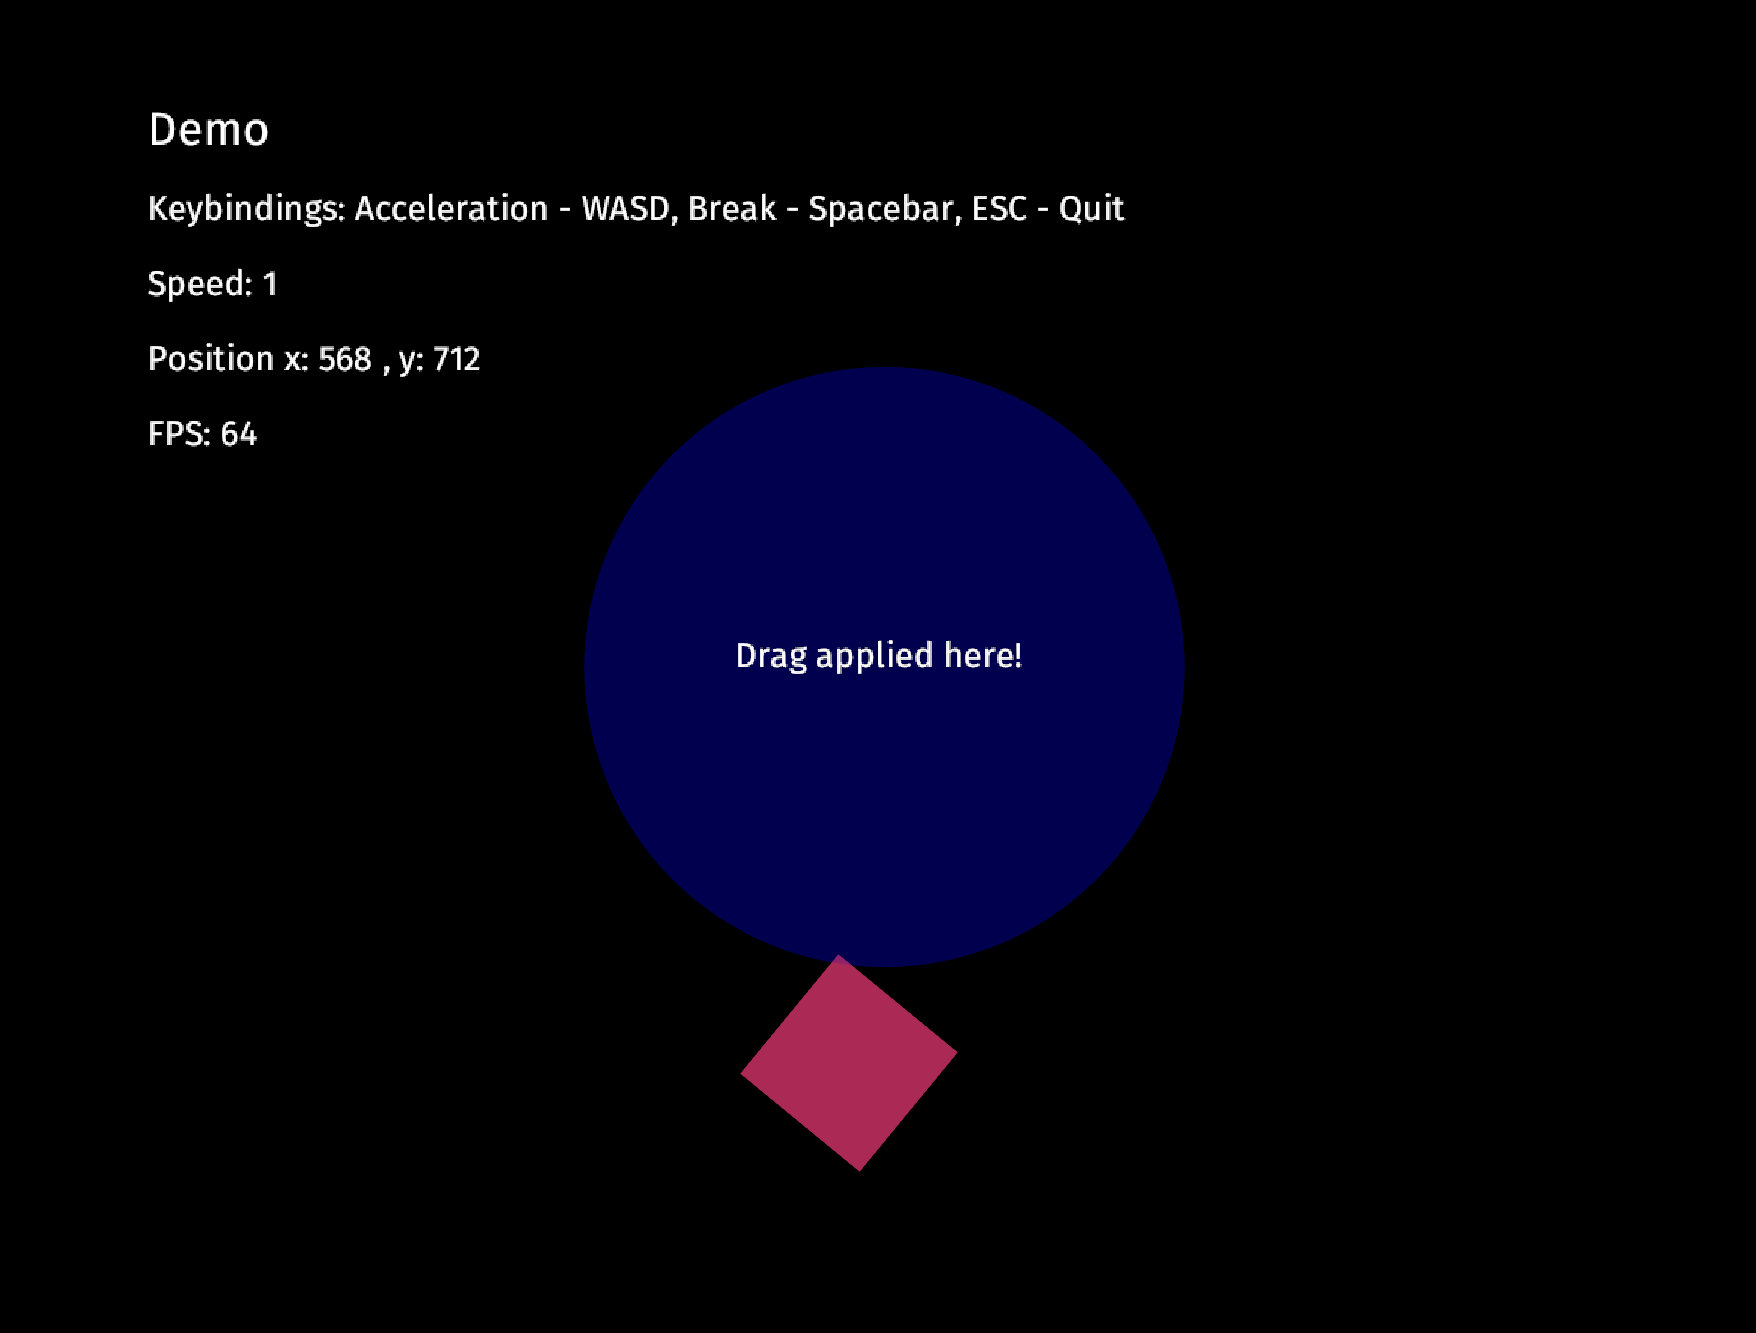 Demo
Keybindings: Acceleration - WASD, Break - Spacebar, ESC - Quit
Speed: 1
Position x: 568 , y: 712
FPS: 64
Drag applied here!